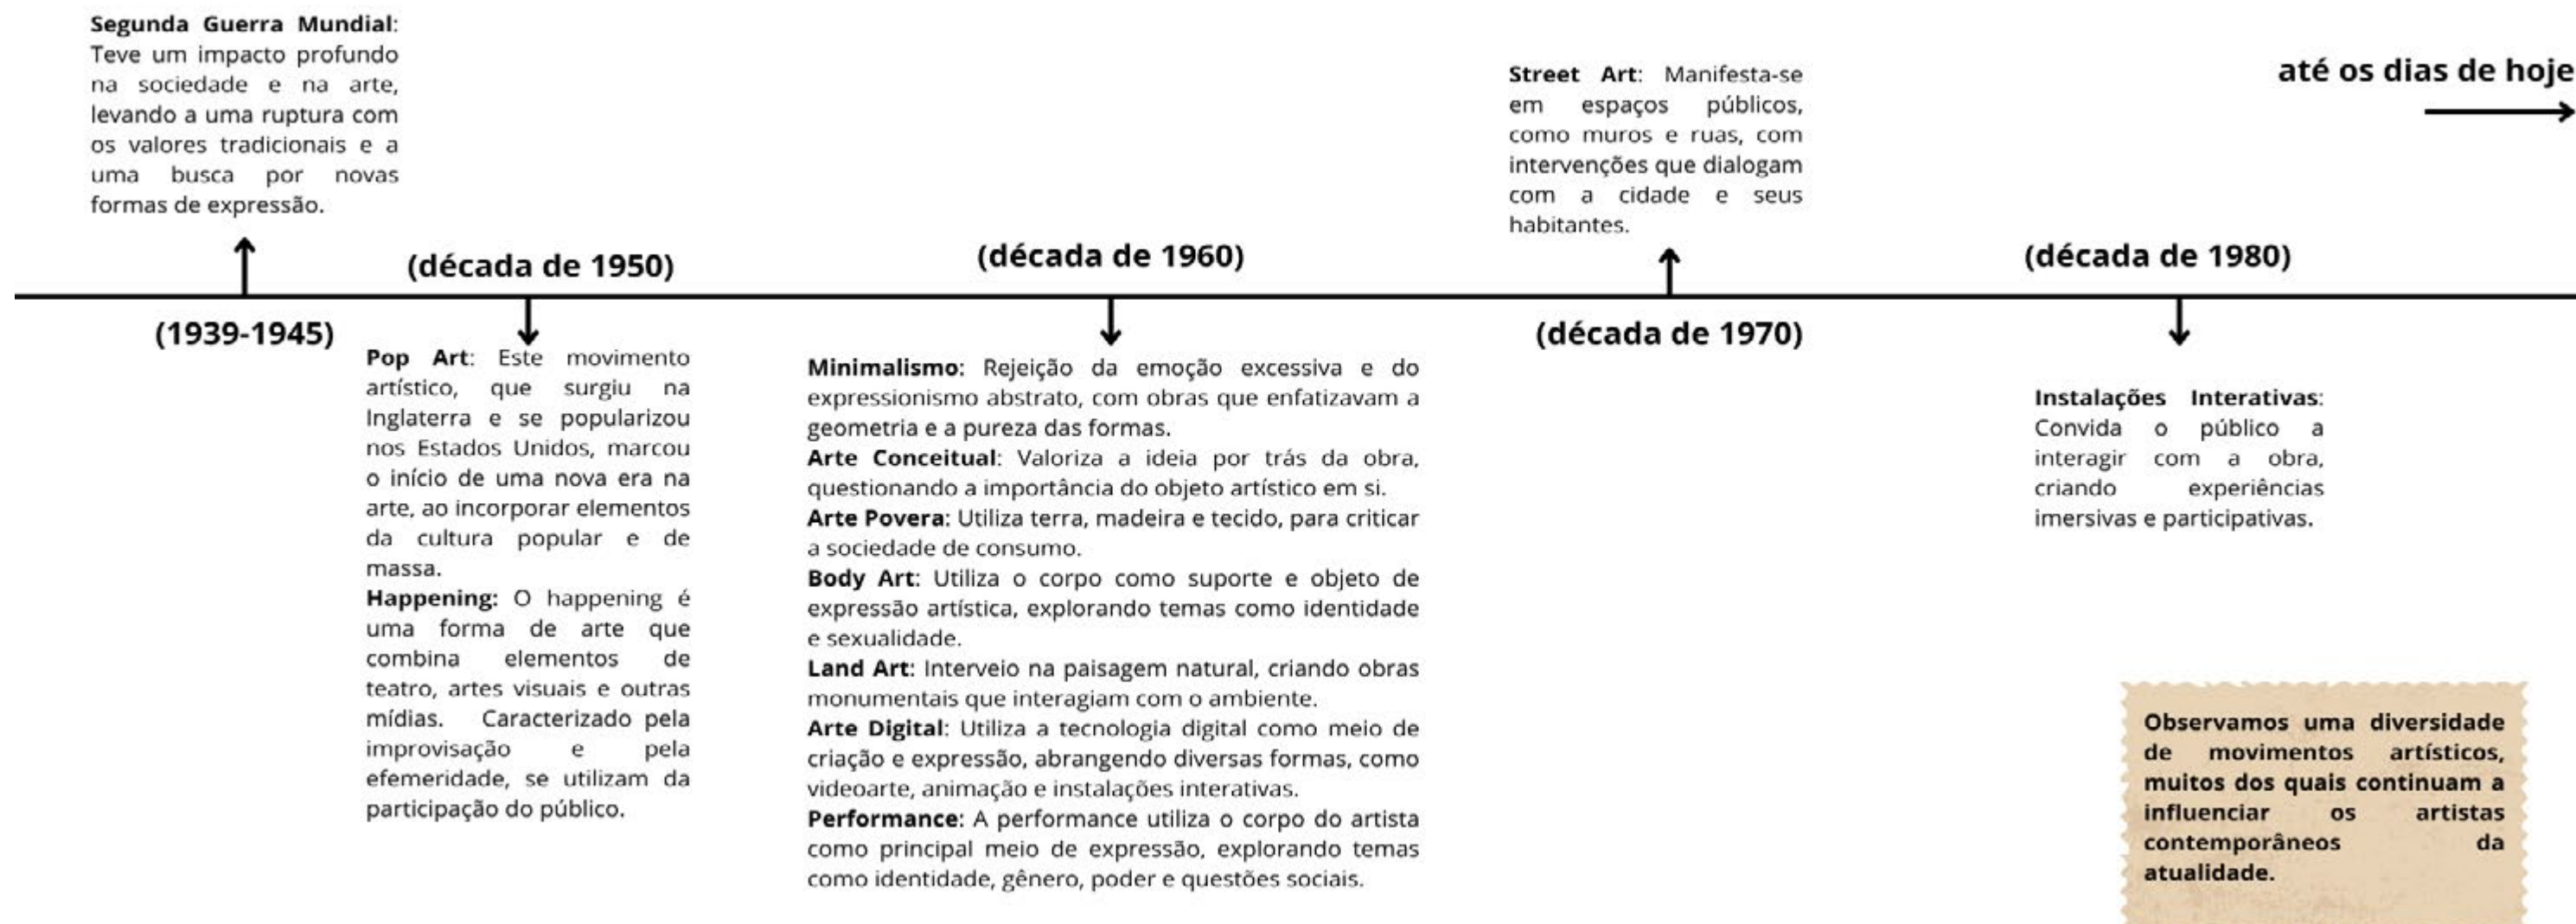 Segunda Guerra Mundial:
Teve um impacto profundo
na sociedade e na arte,
levando a uma ruptura com
os valores tradicionais e a
uma busca por novas
formas de expressão.
(1939-1945)
(década de 1950)
Pop Art: Este movimento
artístico, que surgiu na
Inglaterra e se popularizou
nos Estados Unidos, marcou
o início de uma nova era na
arte, ao incorporar elementos
da cultura popular e de
massa.
Happening: O happening é
uma forma de arte que
combina elementos de
teatro, artes visuais e outras
mídias. Caracterizado pela
improvisação e pela
efemeridade, se utilizam da
participação do público.
(década de 1960)
Minimalismo: Rejeição da emoção excessiva e do
expressionismo abstrato, com obras que enfatizavam a
geometria e a pureza das formas.
Arte Conceitual: Valoriza a ideia por trás da obra,
questionando a importância do objeto artístico em si.
Arte Povera: Utiliza terra, madeira e tecido, para criticar
a sociedade de consumo.
Body Art: Utiliza o corpo como suporte e objeto de
expressão artística, explorando temas como identidade
e sexualidade.
Land Art: Interveio na paisagem natural, criando obras
monumentais que interagiam com o ambiente.
Arte Digital: Utiliza a tecnologia digital como meio de
criação e expressão, abrangendo diversas formas, como
videoarte, animação e instalações interativas.
Performance: A performance utiliza o corpo do artista
como principal meio de expressão, explorando temas
como identidade, gênero, poder e questões sociais.
Street Art: Manifesta-se
em espaços públicos,
como muros e ruas, com
intervenções que dialogam
com a cidade e seus
habitantes.
(década de 1970)
(década de 1980)
Instalações Interativas:
Convida o público a
interagir com a obra,
criando experiências
imersivas e participativas.
até os dias de hoje
Observamos uma diversidade
de movimentos artísticos,
muitos dos quais continuam a
influenciar os artistas
contemporâneos da
atualidade.